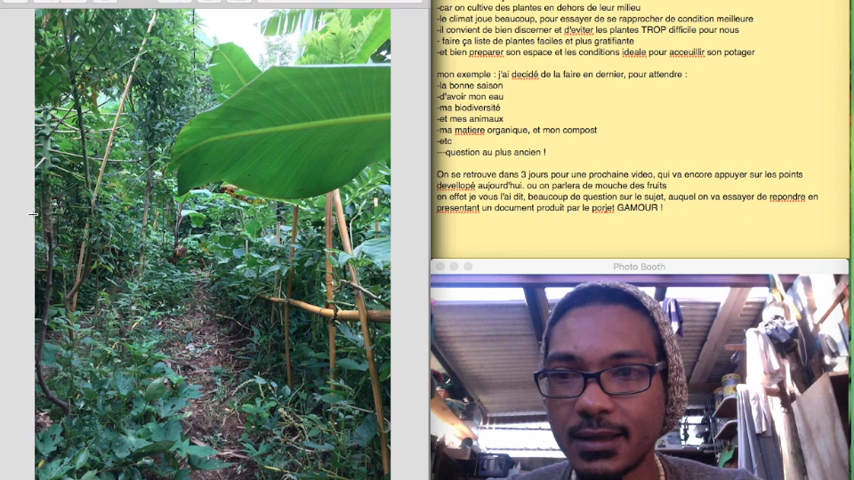 -car on cultive des plantes en dehors de leur milieu
-le climat joue beaucoup, pour essayer de se rapprocher de condition meilleure
-il convient de bien discerner et d'eviter les plantes TROP difficile pour nous
- faire ça liste de plantes faciles et plus gratifiante
-et bien preparer son espace et les conditions ideale pour acceuillir son potager
mon exemple : j'ai decidé de la faire en dernier, pour attendre :
-la bonne saison
-d'avoir mon eau
-ma biodiversité
-et mes animaux
-ma matiere organique, et mon compost
-etc
---question au plus ancien !
On se retrouve dans 3 jours pour une prochaine video, qui va encore appuyer sur les points
devellopé aujourd'hui. ou on parlera de mouche des fruits
en effet je vous l'ai dit, beaucoup de question sur le sujet, auquel on va essayer de repondre en
presentant un document produit par le porjet GAMOUR !
Photo Booth